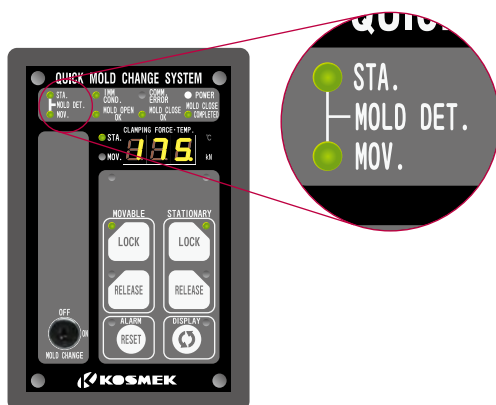 QUICK MOLD CHANGE SYSTEM
STA. IMM COND. COMM. ERROR POWER
MOLD DET.
MOV. MOLD OPEN OK MOLD CLOSE OK MOLD CLOSE COMPLETED
CLAMPING FORCE·TEMP.
STA. 175. °C
MOV. kN
MOVABLE STATIONARY
LOCK LOCK
RELEASE RELEASE
ALARM DISPLAY
RESET
OFF
ON
MOLD CHANGE
KOSMEK
QUIC
STA.
MOLD DET.
MOV.